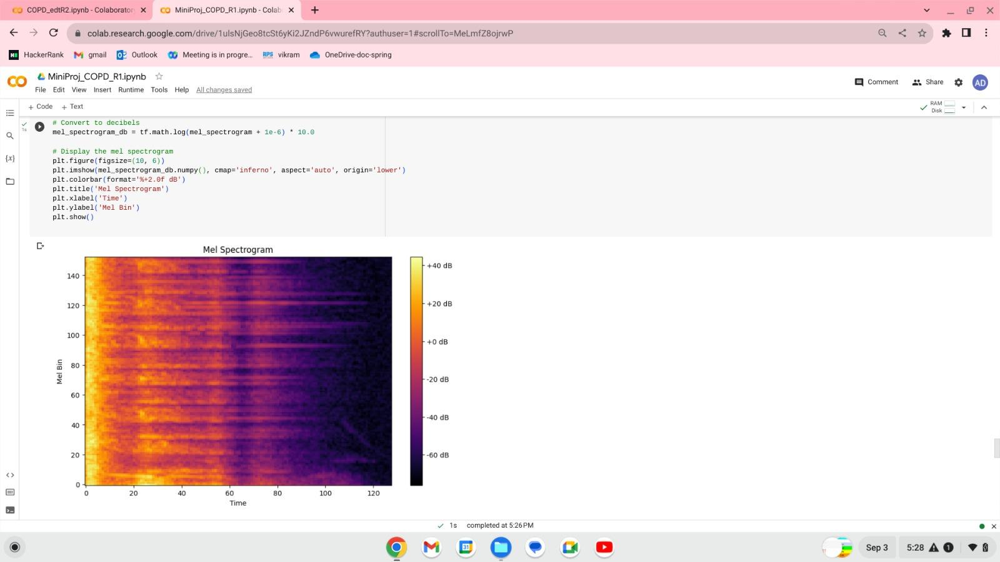 COPD_edtR2.ipynb - Colaborator
MiniProj_COPD_R1.ipynb - Colab
colab.research.google.com/drive/1ulsNjGeo8tcSt6yKi2JZndP6vwurefRY?authuser=1#scrollTo=MeLmfZ8ojrwP
HackerRank gmail Outlook Meeting is in progre... RPS vikram OneDrive-doc-spring
MiniProj_COPD_R1.ipynb
Comment Share AD
File Edit View Insert Runtime Tools Help All changes saved
+ Code + Text
RAM
Disk
1s
# Convert to decibels
mel_spectrogram_db = tf.math.log(mel_spectrogram + 1e-6) * 10.0
# Display the mel spectrogram
plt.figure(figsize=(10, 6))
plt.imshow(mel_spectrogram_db.numpy(), cmap='inferno', aspect='auto', origin='lower')
plt.colorbar(format='%+2.0f dB')
plt.title('Mel Spectrogram')
plt.xlabel('Time')
plt.ylabel('Mel Bin')
plt.show()
{x}
Mel Spectrogram
140
120
100
80
60
40
20
0
Mel Bin
0 20 40 60 80 100 120
Time
+40 dB
+20 dB
+0 dB
-20 dB
-40 dB
-60 dB
1s completed at 5:26 PM
31
Sep 3
5:28
1